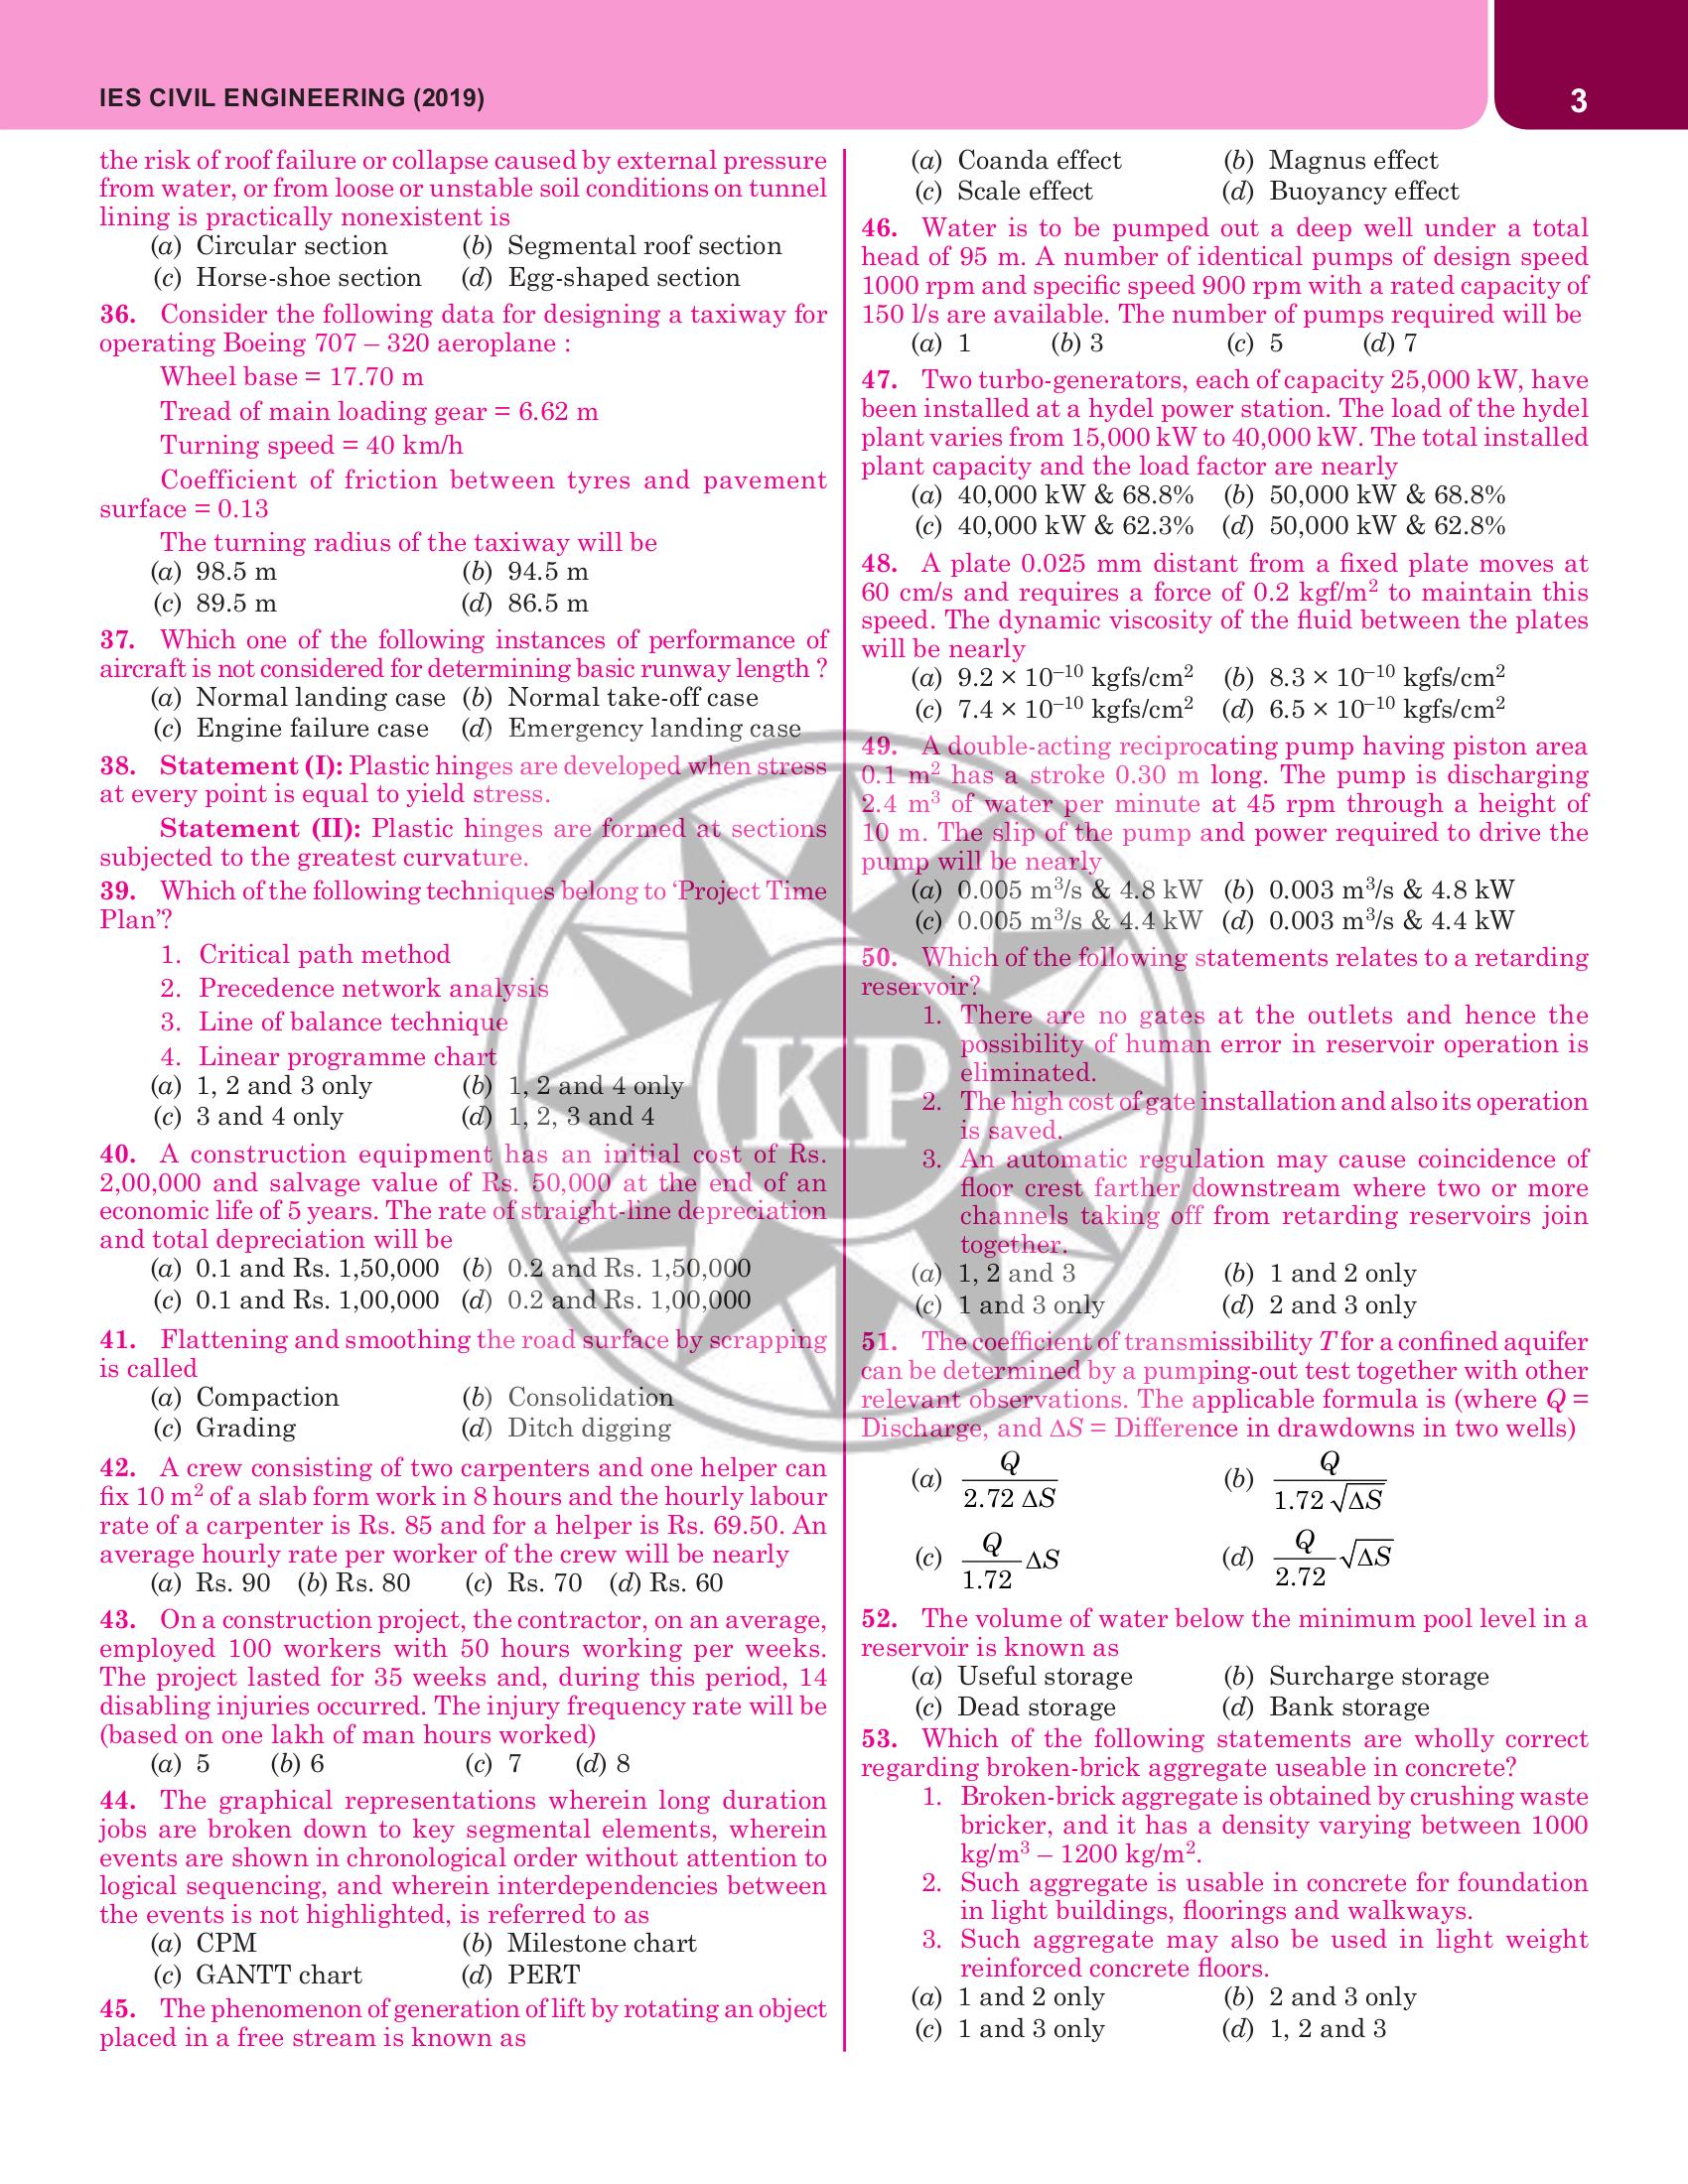 IES CIVIL ENGINEERING (2019)
3
the risk of roof failure or collapse caused by external pressure
from water, or from loose or unstable soil conditions on tunnel
lining is practically nonexistent is
(a) Circular section (b) Segmental roof section
(c) Horse-shoe section (d) Egg-shaped section
36. Consider the following data for designing a taxiway for
operating Boeing 707 – 320 aeroplane :
Wheel base = 17.70 m
Tread of main loading gear = 6.62 m
Turning speed = 40 km/h
Coefficient of friction between tyres and pavement
surface = 0.13
The turning radius of the taxiway will be
(a) 98.5 m (b) 94.5 m
(c) 89.5 m (d) 86.5 m
37. Which one of the following instances of performance of
aircraft is not considered for determining basic runway length ?
(a) Normal landing case (b) Normal take-off case
(c) Engine failure case (d) Emergency landing case
38. Statement (I): Plastic hinges are developed when stress
at every point is equal to yield stress.
Statement (II): Plastic hinges are formed at sections
subjected to the greatest curvature.
39. Which of the following techniques belong to ‘Project Time
Plan’?
1. Critical path method
2. Precedence network analysis
3. Line of balance technique
4. Linear programme chart
(a) 1, 2 and 3 only (b) 1, 2 and 4 only
(c) 3 and 4 only (d) 1, 2, 3 and 4
40. A construction equipment has an initial cost of Rs.
2,00,000 and salvage value of Rs. 50,000 at the end of an
economic life of 5 years. The rate of straight-line depreciation
and total depreciation will be
(a) 0.1 and Rs. 1,50,000 (b) 0.2 and Rs. 1,50,000
(c) 0.1 and Rs. 1,00,000 (d) 0.2 and Rs. 1,00,000
41. Flattening and smoothing the road surface by scrapping
is called
(a) Compaction (b) Consolidation
(c) Grading (d) Ditch digging
42. A crew consisting of two carpenters and one helper can
fix 10 m² of a slab form work in 8 hours and the hourly labour
rate of a carpenter is Rs. 85 and for a helper is Rs. 69.50. An
average hourly rate per worker of the crew will be nearly
(a) Rs. 90 (b) Rs. 80 (c) Rs. 70 (d) Rs. 60
43. On a construction project, the contractor, on an average,
employed 100 workers with 50 hours working per weeks.
The project lasted for 35 weeks and, during this period, 14
disabling injuries occurred. The injury frequency rate will be
(based on one lakh of man hours worked)
(a) 5 (b) 6 (c) 7 (d) 8
44. The graphical representations wherein long duration
jobs are broken down to key segmental elements, wherein
events are shown in chronological order without attention to
logical sequencing, and wherein interdependencies between
the events is not highlighted, is referred to as
(a) CPM (b) Milestone chart
(c) GANTT chart (d) PERT
45. The phenomenon of generation of lift by rotating an object
placed in a free stream is known as
(a) Coanda effect (b) Magnus effect
(c) Scale effect (d) Buoyancy effect
46. Water is to be pumped out a deep well under a total
head of 95 m. A number of identical pumps of design speed
1000 rpm and specific speed 900 rpm with a rated capacity of
150 l/s are available. The number of pumps required will be
(a) 1 (b) 3 (c) 5 (d) 7
47. Two turbo-generators, each of capacity 25,000 kW, have
been installed at a hydel power station. The load of the hydel
plant varies from 15,000 kW to 40,000 kW. The total installed
plant capacity and the load factor are nearly
(a) 40,000 kW & 68.8% (b) 50,000 kW & 68.8%
(c) 40,000 kW & 62.3% (d) 50,000 kW & 62.8%
48. A plate 0.025 mm distant from a fixed plate moves at
60 cm/s and requires a force of 0.2 kgf/m² to maintain this
speed. The dynamic viscosity of the fluid between the plates
will be nearly
(a) 9.2 × 10⁻¹⁰ kgfs/cm² (b) 8.3 × 10⁻¹⁰ kgfs/cm²
(c) 7.4 × 10⁻¹⁰ kgfs/cm² (d) 6.5 × 10⁻¹⁰ kgfs/cm²
49. A double-acting reciprocating pump having piston area
0.1 m² has a stroke 0.30 m long. The pump is discharging
2.4 m³ of water per minute at 45 rpm through a height of
10 m. The slip of the pump and power required to drive the
pump will be nearly
(a) 0.005 m³/s & 4.8 kW (b) 0.003 m³/s & 4.8 kW
(c) 0.005 m³/s & 4.4 kW (d) 0.003 m³/s & 4.4 kW
50. Which of the following statements relates to a retarding
reservoir?
1. There are no gates at the outlets and hence the
possibility of human error in reservoir operation is
eliminated.
2. The high cost of gate installation and also its operation
is saved.
3. An automatic regulation may cause coincidence of
floor crest farther downstream where two or more
channels taking off from retarding reservoirs join
together.
(a) 1, 2 and 3 (b) 1 and 2 only
(c) 1 and 3 only (d) 2 and 3 only
51. The coefficient of transmissibility T for a confined aquifer
can be determined by a pumping-out test together with other
relevant observations. The applicable formula is (where Q =
Discharge, and ΔS = Difference in drawdowns in two wells)
(a) Q / 2.72 ΔS (b) Q / 1.72 √ΔS
(c) Q / 1.72 ΔS (d) Q / 2.72 √ΔS
52. The volume of water below the minimum pool level in a
reservoir is known as
(a) Useful storage (b) Surcharge storage
(c) Dead storage (d) Bank storage
53. Which of the following statements are wholly correct
regarding broken-brick aggregate useable in concrete?
1. Broken-brick aggregate is obtained by crushing waste
bricker, and it has a density varying between 1000
kg/m³ – 1200 kg/m².
2. Such aggregate is usable in concrete for foundation
in light buildings, floorings and walkways.
3. Such aggregate may also be used in light weight
reinforced concrete floors.
(a) 1 and 2 only (b) 2 and 3 only
(c) 1 and 3 only (d) 1, 2 and 3
KP